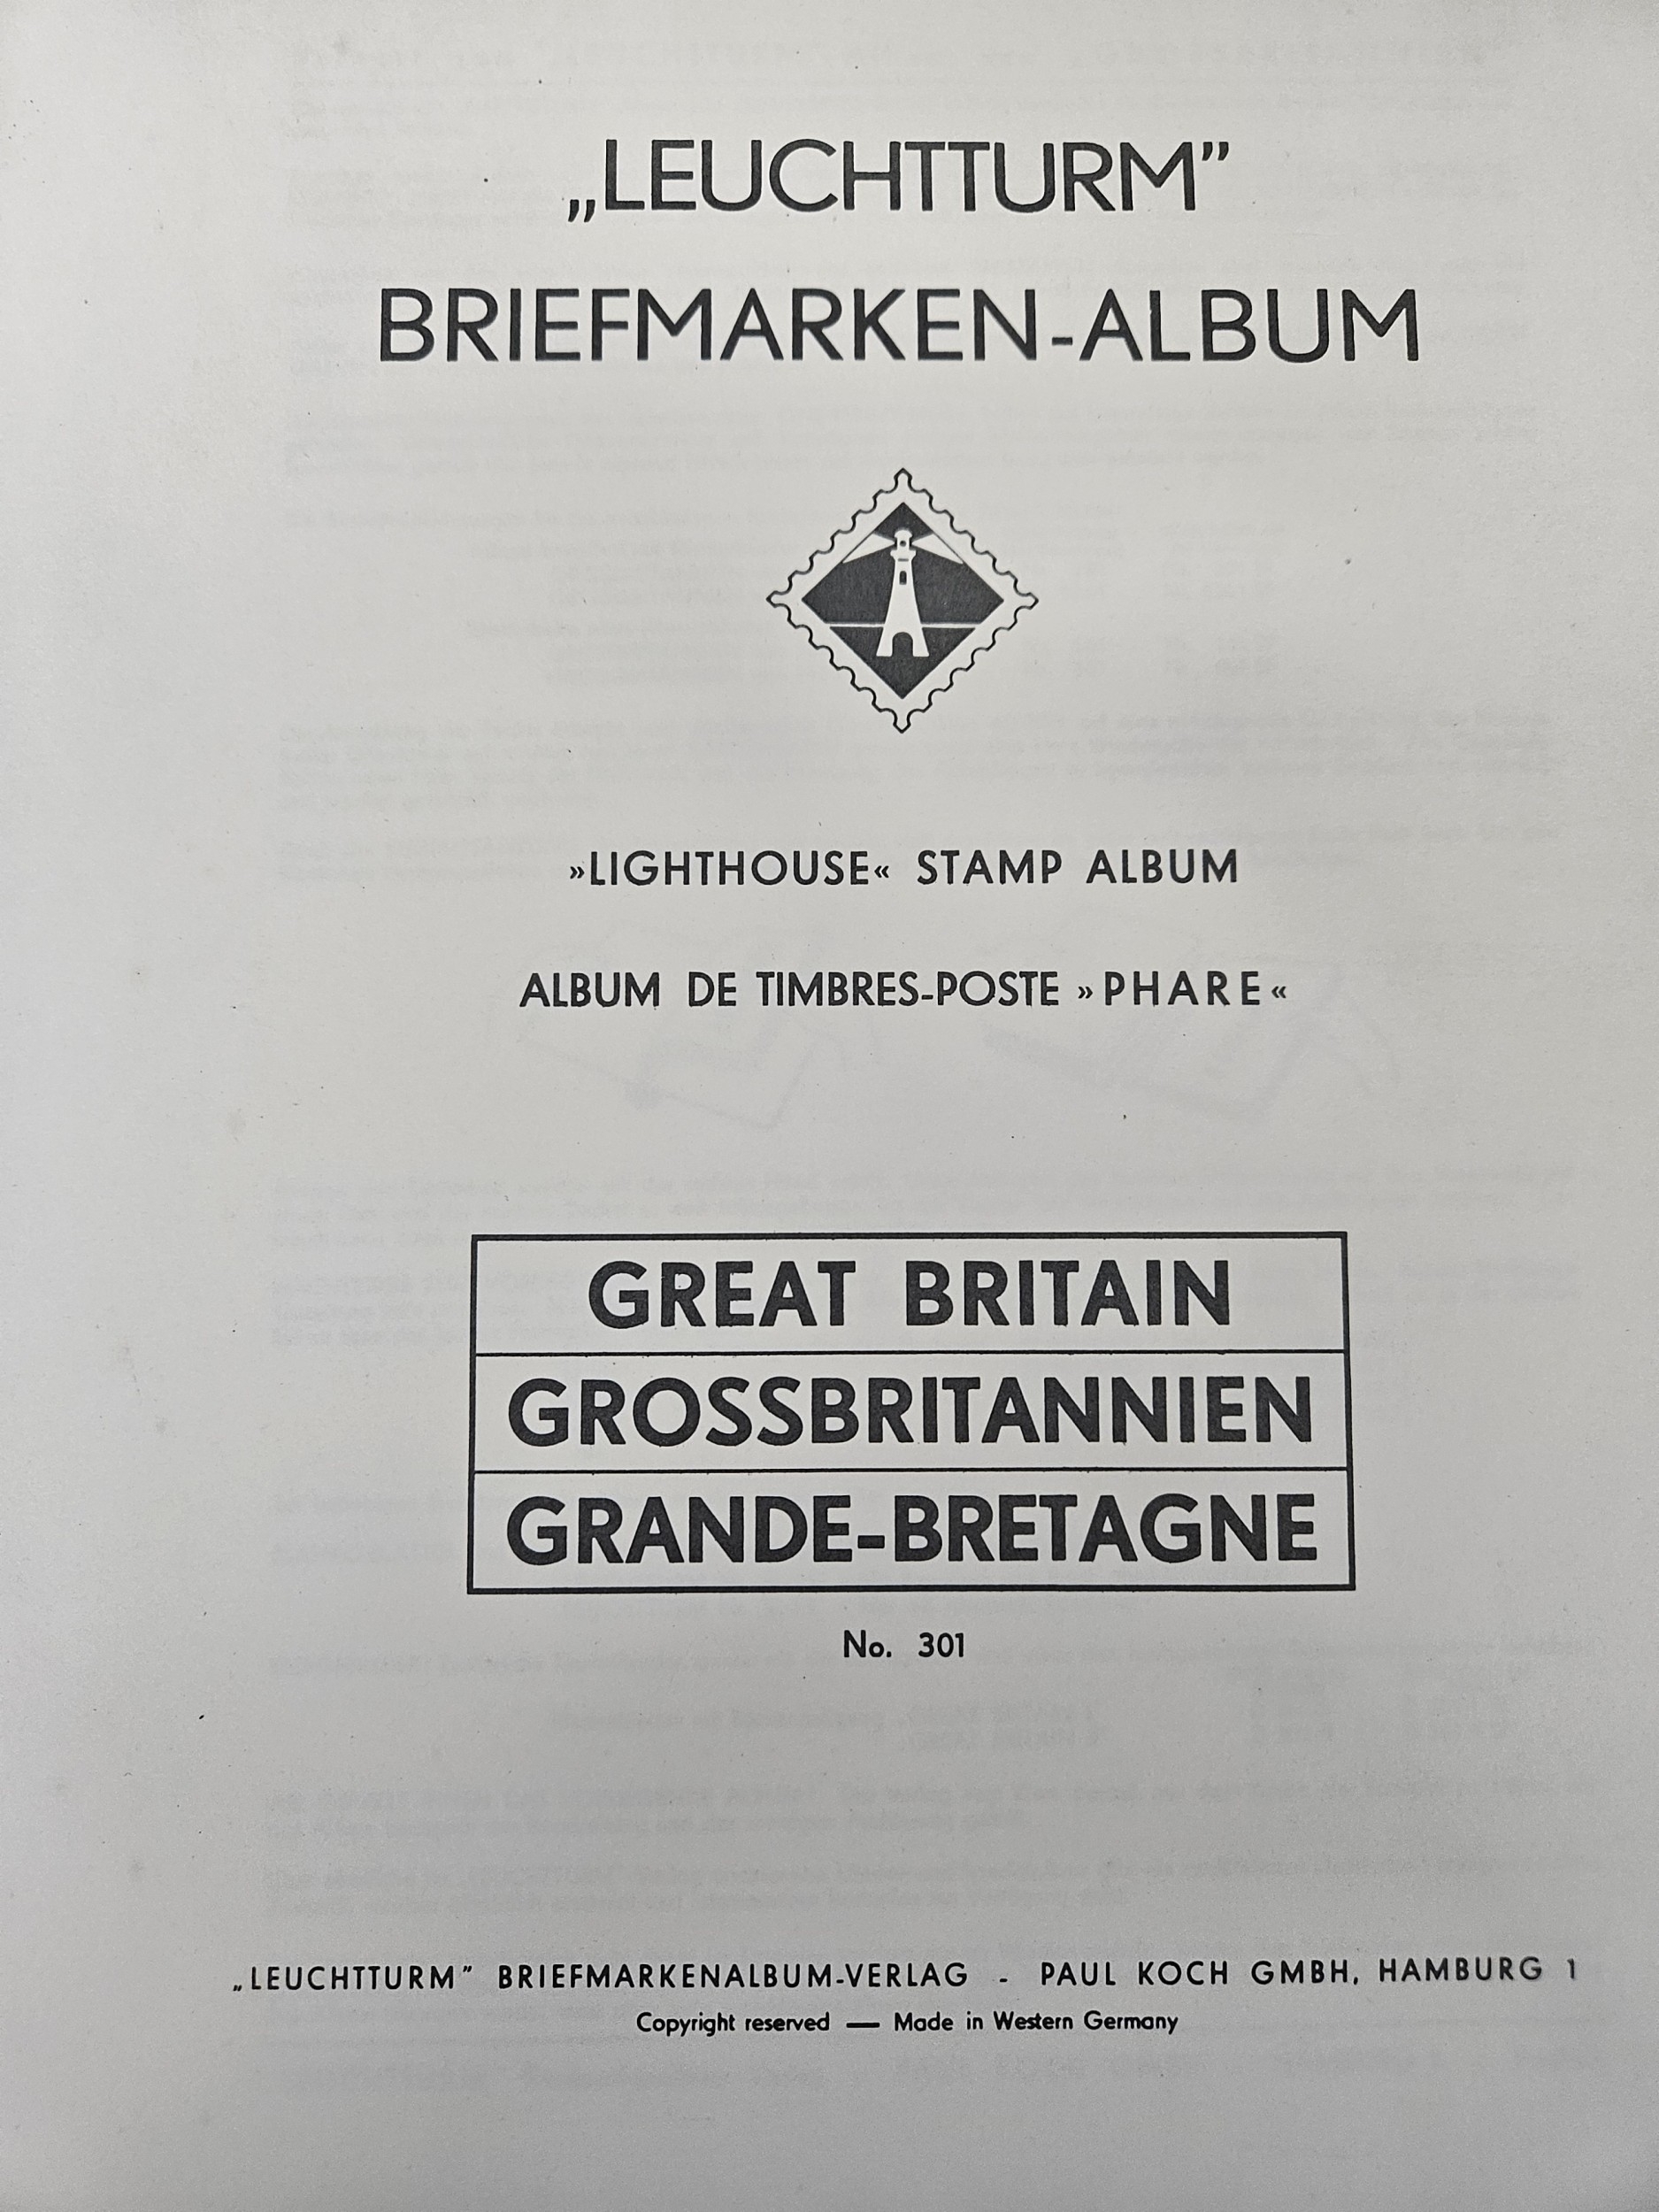 „LEUCHTTURM”
BRIEFMARKEN-ALBUM
»LIGHTHOUSE« STAMP ALBUM
ALBUM DE TIMBRES-POSTE »PHARE«
GREAT BRITAIN
GROSSBRITANNIEN
GRANDE-BRETAGNE
No. 301
„LEUCHTTURM” BRIEFMARKENALBUM-VERLAG - PAUL KOCH GMBH, HAMBURG 1
Copyright reserved — Made in Western Germany